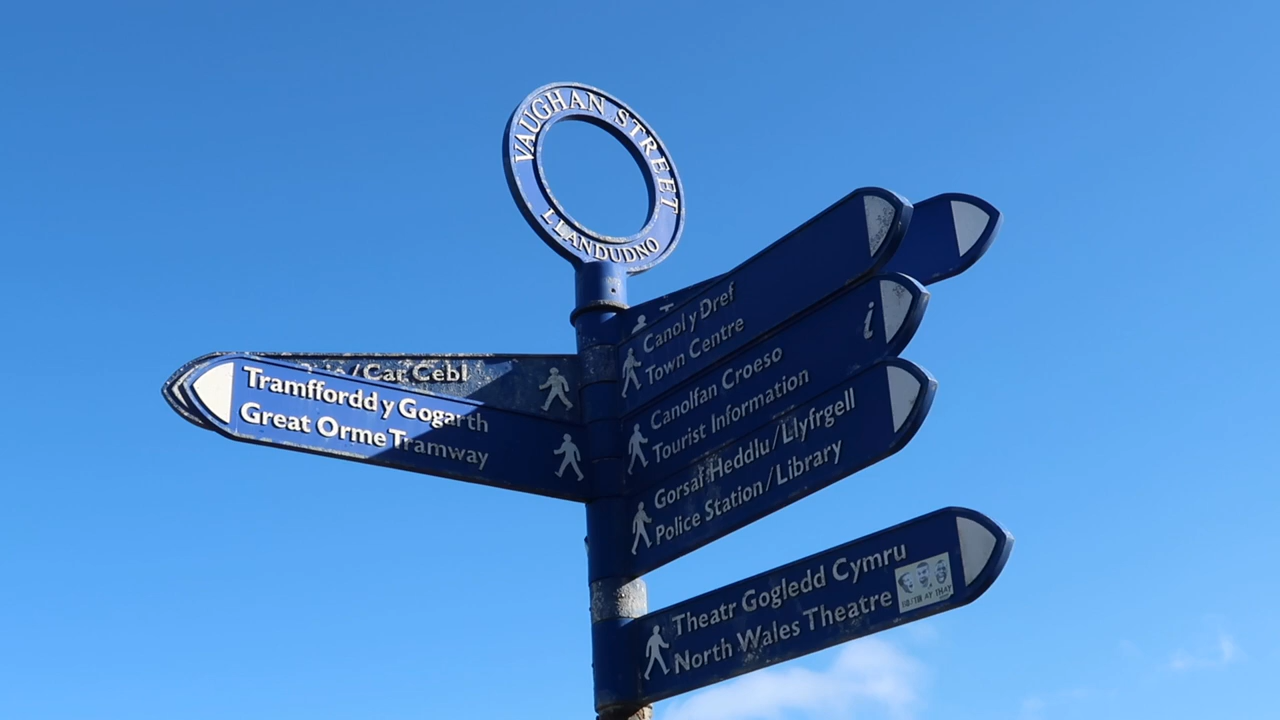 VAUGHAN STREET
LLANDUDNO
/Car Cebl
Tramffordd y Gogarth
Great Orme Tramway
Canol y Dref
Town Centre
Canolfan Croeso
Tourist Information
i
Gorsaf Heddlu/Llyfrgell
Police Station/Library
Theatr Gogledd Cymru
North Wales Theatre